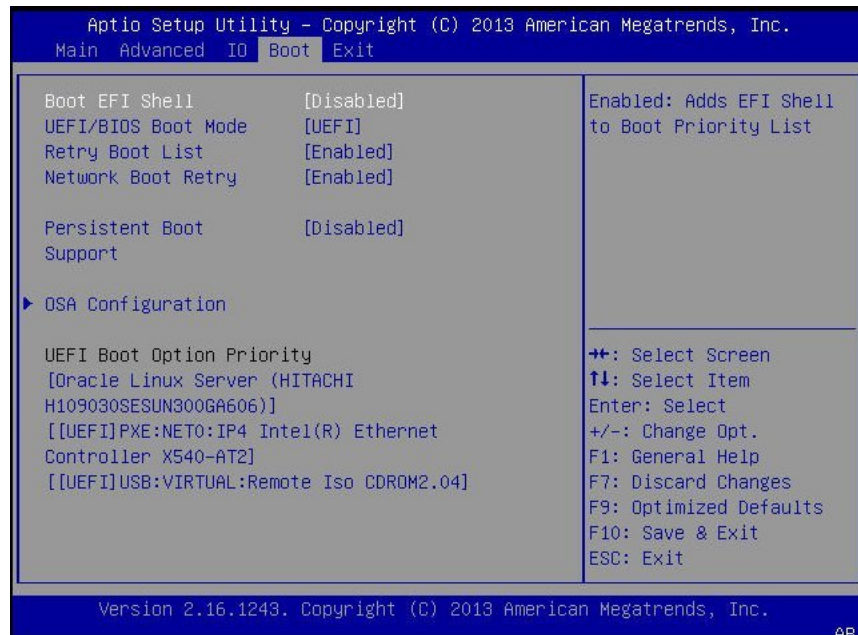 Aptio Setup Utility – Copyright (C) 2013 American Megatrends, Inc.
Main Advanced IO Boot Exit
Boot EFI Shell [Disabled]
UEFI/BIOS Boot Mode [UEFI]
Retry Boot List [Enabled]
Network Boot Retry [Enabled]
Persistent Boot [Disabled]
Support
OSA Configuration
UEFI Boot Option Priority
[Oracle Linux Server (HITACHI
H109030SESUN300GA606)]
[[UEFI]PXE:NET0:IP4 Intel(R) Ethernet
Controller X540-AT2]
[[UEFI]USB:VIRTUAL:Remote Iso CDROM2.04]
Enabled: Adds EFI Shell
to Boot Priority List
→←: Select Screen
↑↓: Select Item
Enter: Select
+/-: Change Opt.
F1: General Help
F7: Discard Changes
F9: Optimized Defaults
F10: Save & Exit
ESC: Exit
Version 2.16.1243. Copyright (C) 2013 American Megatrends, Inc.